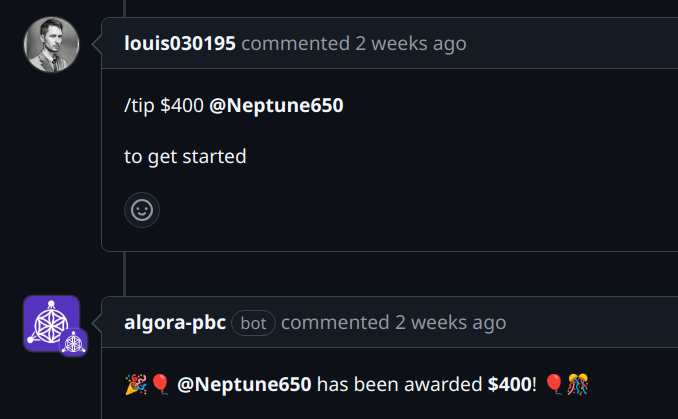 louis030195 commented 2 weeks ago
/tip $400 @Neptune650
to get started
algora-pbc bot commented 2 weeks ago
🎉🎈 @Neptune650 has been awarded $400! 🎈🎊